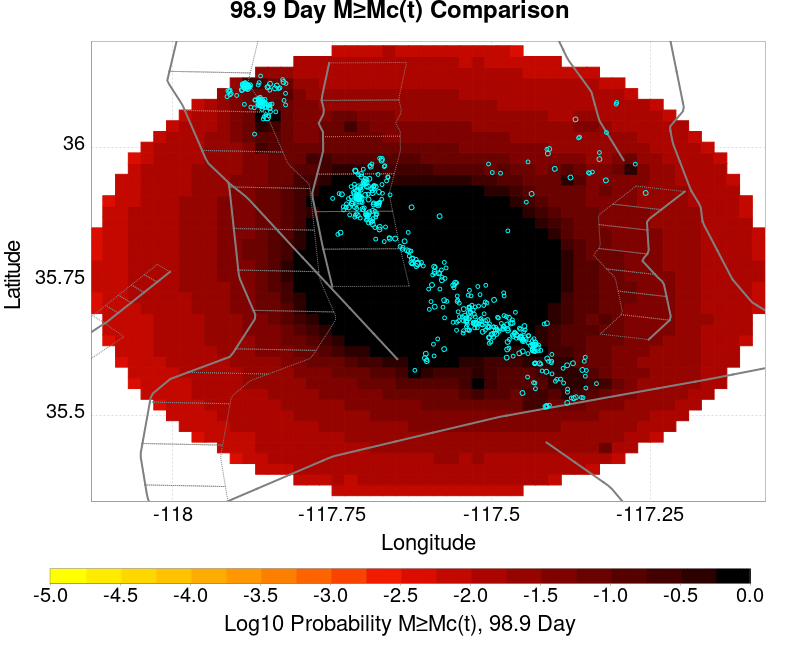 98.9 Day M≥Mc(t) Comparison
36
35.75
35.5
Latitude
-118 -117.75 -117.5 -117.25
Longitude
-5.0 -4.5 -4.0 -3.5 -3.0 -2.5 -2.0 -1.5 -1.0 -0.5 0.0
Log10 Probability M≥Mc(t), 98.9 Day